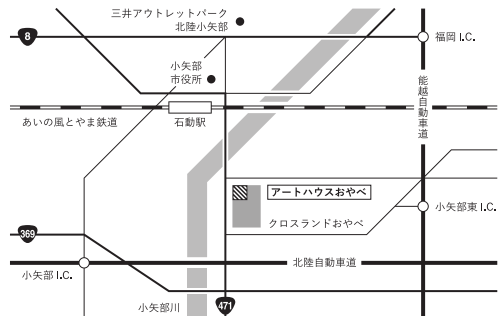 三井アウトレットパーク
北陸小矢部
8
福岡 I.C.
小矢部
市役所
能越自動車道
あいの風とやま鉄道
石動駅
アートハウスおやべ
クロスランドおやべ
小矢部東 I.C.
369
北陸自動車道
小矢部 I.C.
小矢部川
471